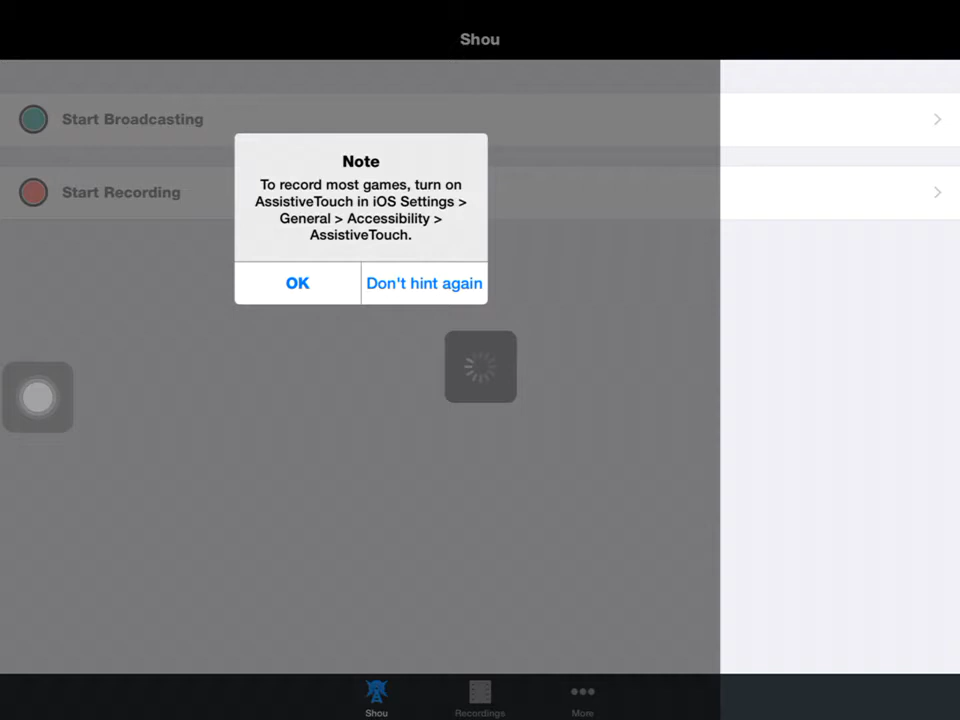 Shou
Start Broadcasting
Start Recording
Note
To record most games, turn on
AssistiveTouch in iOS Settings >
General > Accessibility >
AssistiveTouch.
OK
Don't hint again
Shou
Recordings
More